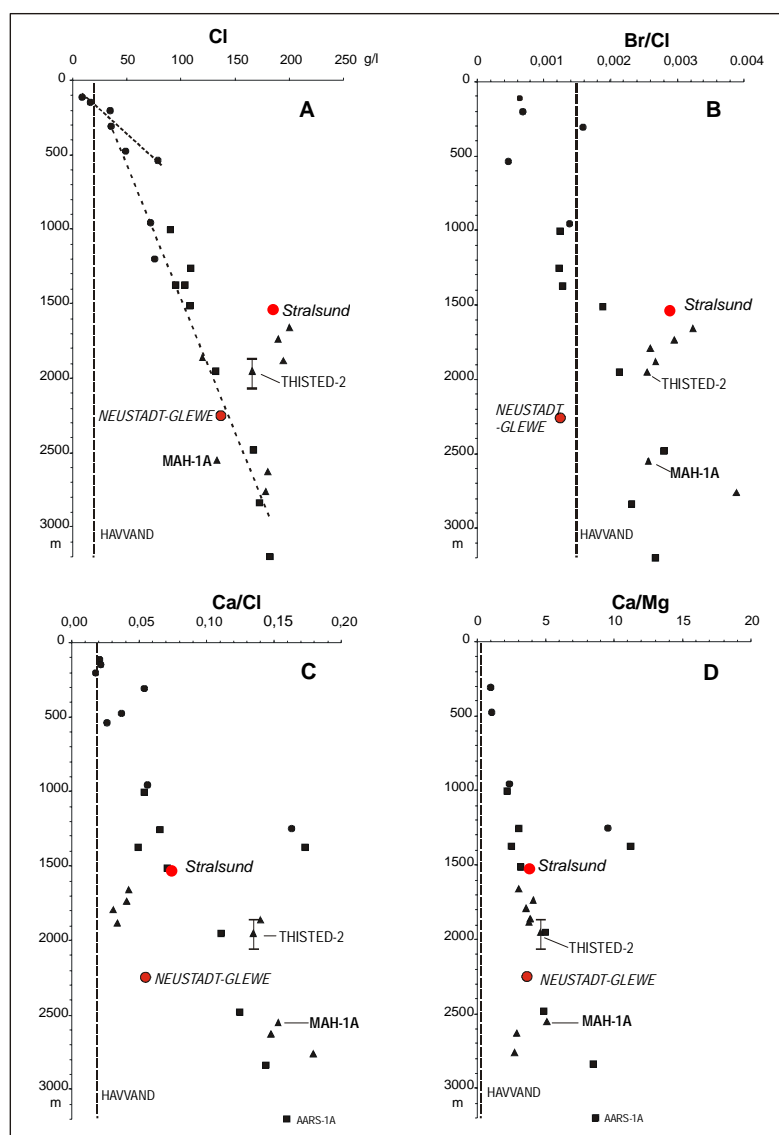 Cl
0 50 100 150 200 250 g/l
0
500
1000
1500
2000
2500
3000
m
A
Stralsund
THISTED-2
NEUSTADT-GLEWE
MAH-1A
HAVVAND
Br/Cl
0 0,001 0,002 0,003 0.004
0
500
1000
1500
2000
2500
3000
m
B
Stralsund
THISTED-2
NEUSTADT
-GLEWE
MAH-1A
HAVVAND
Ca/Cl
0,00 0,05 0,10 0,15 0,20
0
500
1000
1500
2000
2500
3000
m
C
Stralsund
THISTED-2
NEUSTADT-GLEWE
MAH-1A
HAVVAND
AARS-1A
Ca/Mg
0 5 10 15 20
0
500
1000
1500
2000
2500
3000
m
D
Stralsund
THISTED-2
NEUSTADT-GLEWE
MAH-1A
HAVVAND
AARS-1A